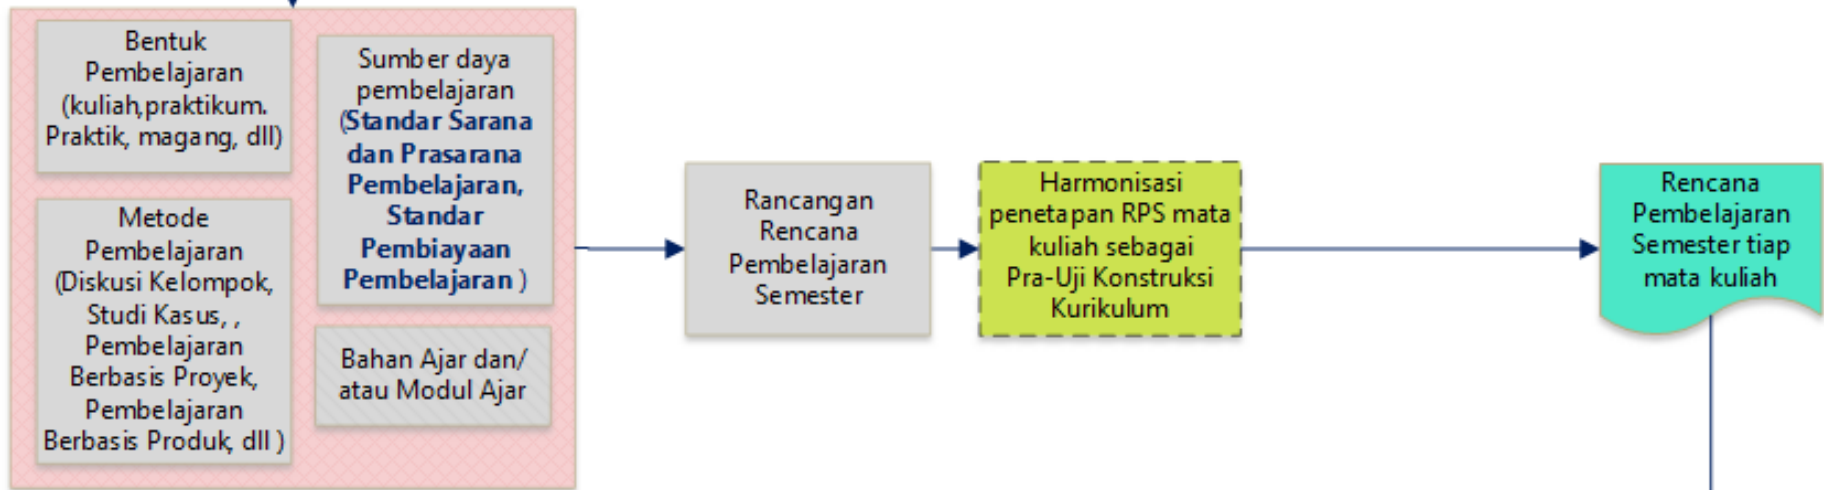 Bentuk
Pembelajaran
(kuliah,praktikum.
Praktik, magang, dll)
Metode
Pembelajaran
(Diskusi Kelompok,
Studi Kasus, ,
Pembelajaran
Berbasis Proyek,
Pembelajaran
Berbasis Produk, dll )
Sumber daya
pembelajaran
(Standar Sarana
dan Prasarana
Pembelajaran,
Standar
Pembiayaan
Pembelajaran )
Bahan Ajar dan/
atau Modul Ajar
Rancangan
Rencana
Pembelajaran
Semester
Harmonisasi
penetapan RPS mata
kuliah sebagai
Pra-Uji Konstruksi
Kurikulum
Rencana
Pembelajaran
Semester tiap
mata kuliah